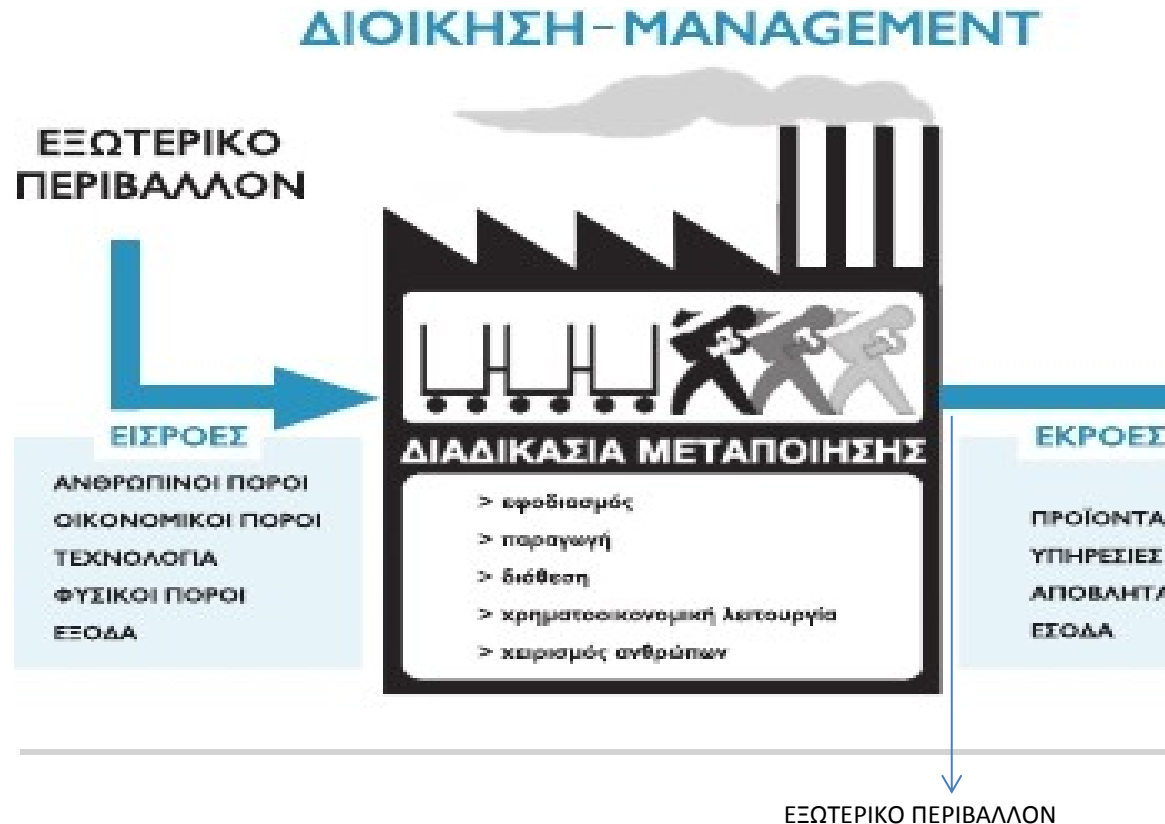 ΔΙΟΙΚΗΣΗ-MANAGEMENT
ΕΞΩΤΕΡΙΚΟ
ΠΕΡΙΒΑΛΛΟΝ
ΕΙΣΡΟΕΣ
ΑΝΘΡΩΠΙΝΟΙ ΠΟΡΟΙ
ΟΙΚΟΝΟΜΙΚΟΙ ΠΟΡΟΙ
ΤΕΧΝΟΛΟΓΙΑ
ΦΥΣΙΚΟΙ ΠΟΡΟΙ
ΕΞΟΔΑ
ΔΙΑΔΙΚΑΣΙΑ ΜΕΤΑΠΟΙΗΣΗΣ
> εφοδιασμός
> παραγωγή
> διάθεση
> χρηματοοικονομική λειτουργία
> χειρισμός ανθρώπων
ΕΚΡΟΕΣ
ΠΡΟΪΟΝΤΑ
ΥΠΗΡΕΣΙΕΣ
ΑΠΟΒΛΗΤΑ
ΕΣΟΔΑ
ΕΞΩΤΕΡΙΚΟ ΠΕΡΙΒΑΛΛΟΝ